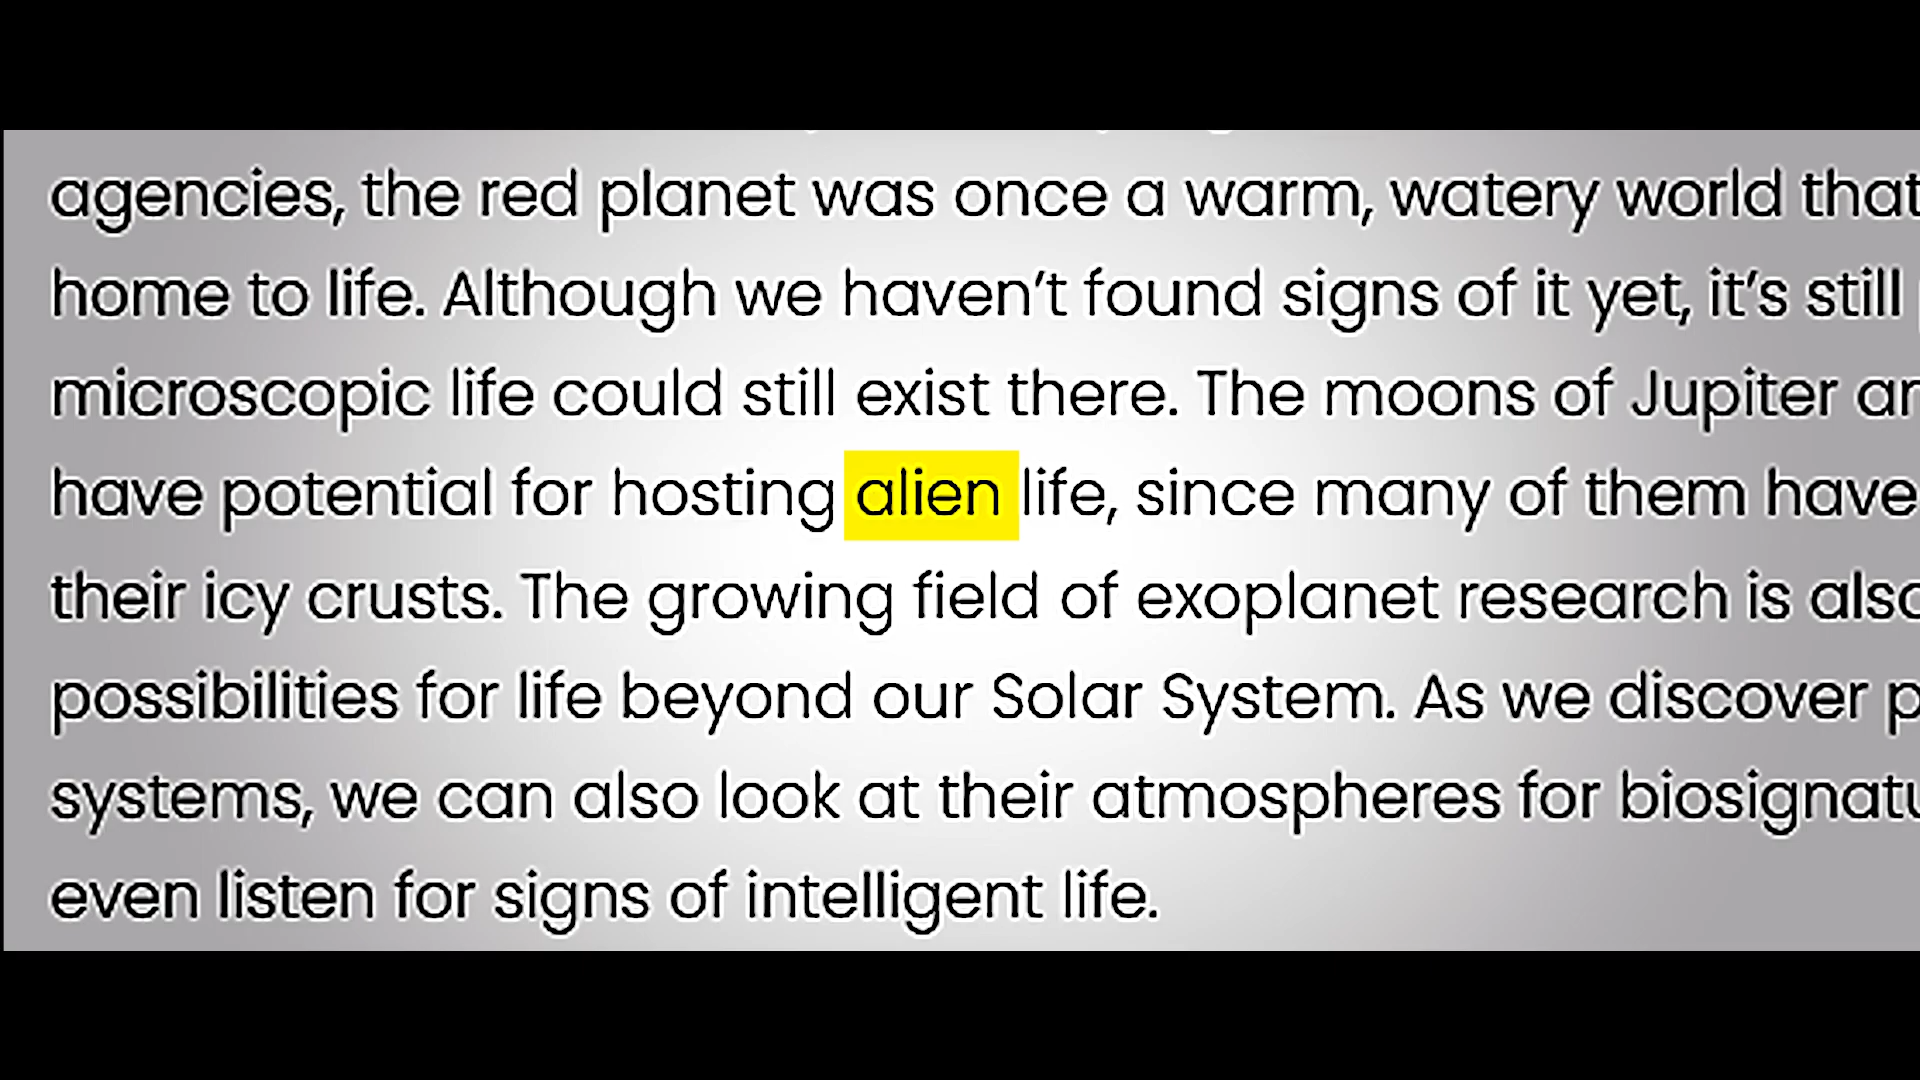 agencies, the red planet was once a warm, watery world that
home to life. Although we haven’t found signs of it yet, it’s still
microscopic life could still exist there. The moons of Jupiter
have potential for hosting alien life, since many of them have
their icy crusts. The growing field of exoplanet research is also
possibilities for life beyond our Solar System. As we discover
systems, we can also look at their atmospheres for
even listen for signs of intelligent life.